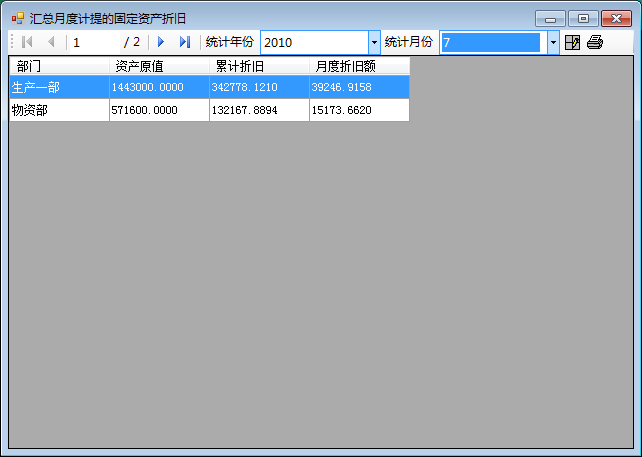 汇总月度计提的固定资产折旧
1 / 2 统计年份 2010 统计月份 7
部门 资产原值 累计折旧 月度折旧额
生产一部 1443000.0000 342778.1210 39246.9158
物资部 571600.0000 132167.8894 15173.6620